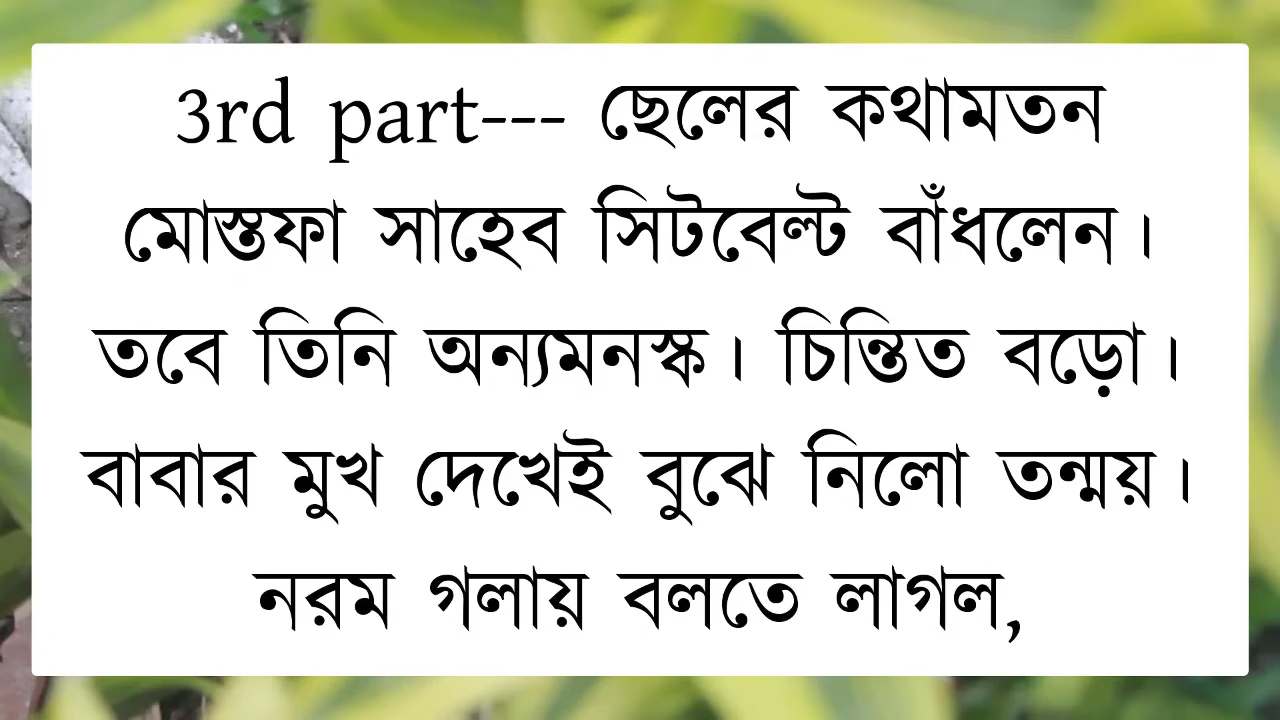 3rd part--- ছেলের কথামতন
মোস্তফা সাহেব সিটবেল্ট বাঁধলেন।
তবে তিনি অন্যমনস্ক। চিন্তিত বড়ো।
বাবার মুখ দেখেই বুঝে নিলো তন্ময়।
নরম গলায় বলতে লাগল,